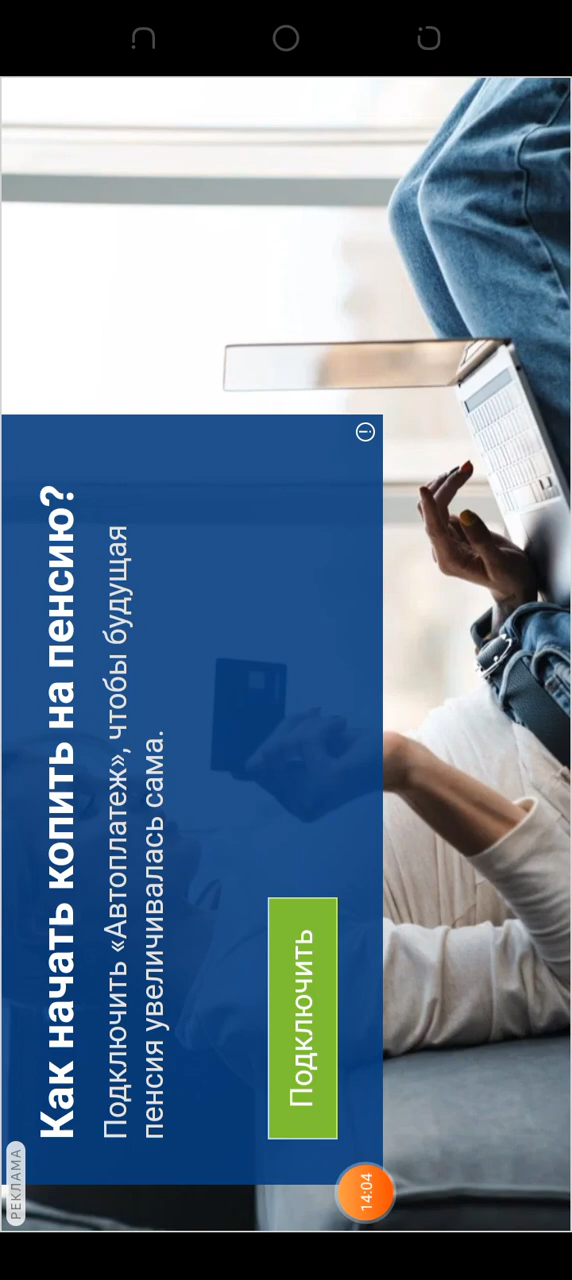 РЕКЛАМА
Как начать копить на пенсию?
Подключить «Автоплатеж», чтобы будущая
пенсия увеличивалась сама.
Подключить
14:04